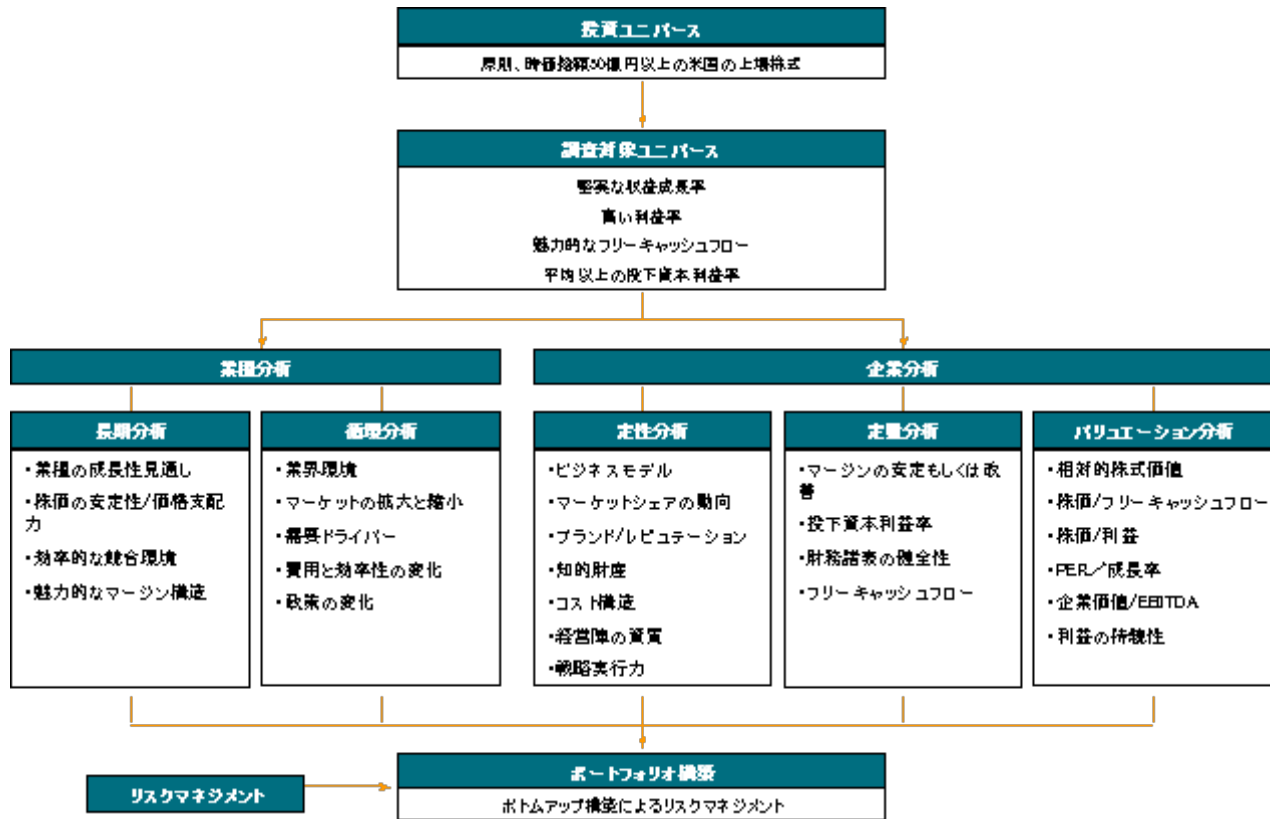 投資ユニバース
原則、時価総額50億円以上の米国の上場株式
調査対象ユニバース
堅実な収益成長率
高い利益率
魅力的なフリーキャッシュフロー
平均以上の投下資本利益率
業種分析
企業分析
長期分析
・業種の成長性見通し
・株価の安定性/価格支配
力
・効率的な競合環境
・魅力的なマージン構造
循環分析
・業界環境
・マーケットの拡大と縮小
・需要ドライバー
・費用と効率性の変化
・政策の変化
定性分析
・ビジネスモデル
・マーケットシェアの動向
・ブランド/レピュテーション
・知的財産
・コスト構造
・経営陣の資質
・戦略実行力
定量分析
・マージンの安定もしくは改
善
・投下資本利益率
・財務諸表の健全性
・フリーキャッシュフロー
バリュエーション分析
・相対的株式価値
・株価/フリーキャッシュフロー
・株価/利益
・PER／成長率
・企業価値/EBITDA
・利益の持続性
リスクマネジメント
ポートフォリオ構築
ボトムアップ構築によるリスクマネジメント